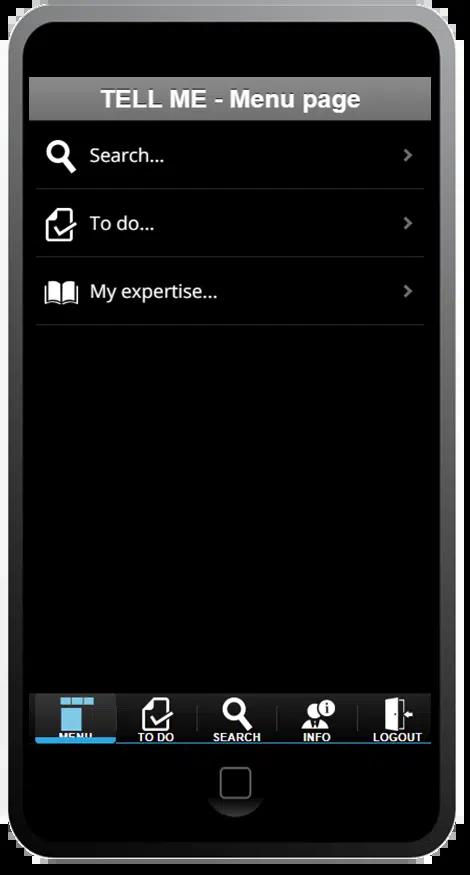 TELL ME - Menu page
Search...
To do...
My expertise...
MENU
TO DO
SEARCH
INFO
LOGOUT